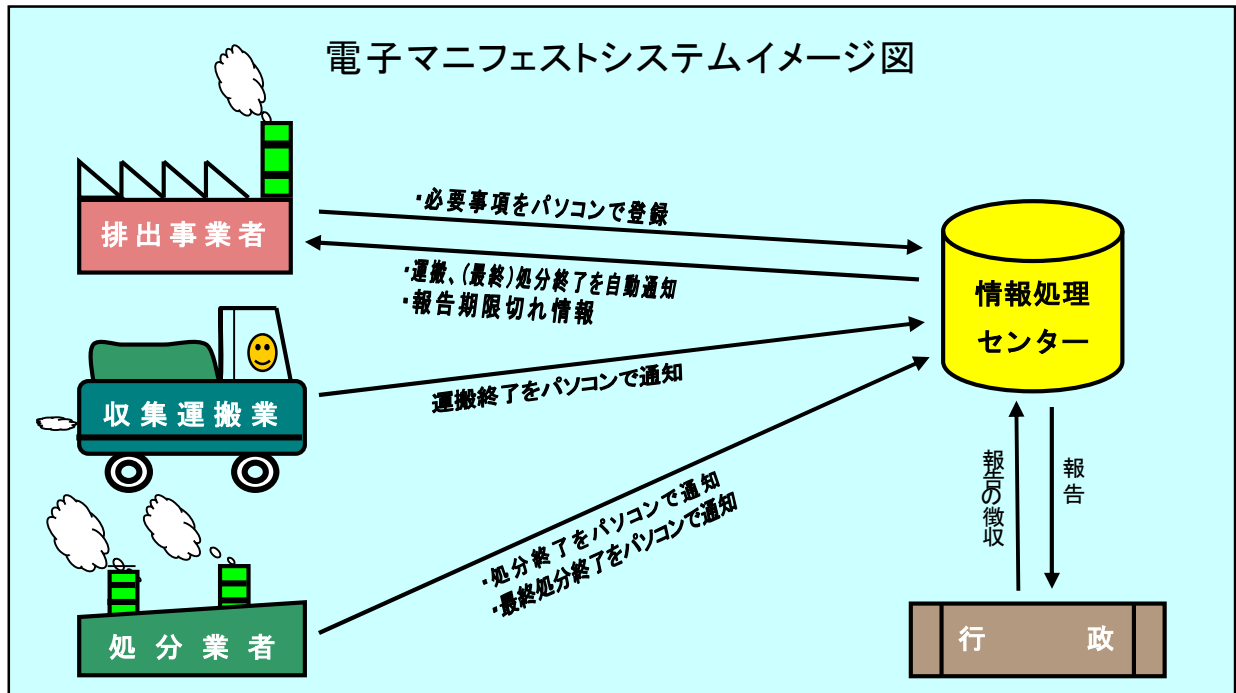 電子マニフェストシステムイメージ図
・必要事項をパソコンで登録
排出事業者
・運搬、(最終)処分終了を自動通知
・報告期限切れ情報
情報処理
センター
運搬終了をパソコンで通知
収集運搬業
・処分終了をパソコンで通知
・最終処分終了をパソコンで通知
報告の徴収
報告
処分業者
行政